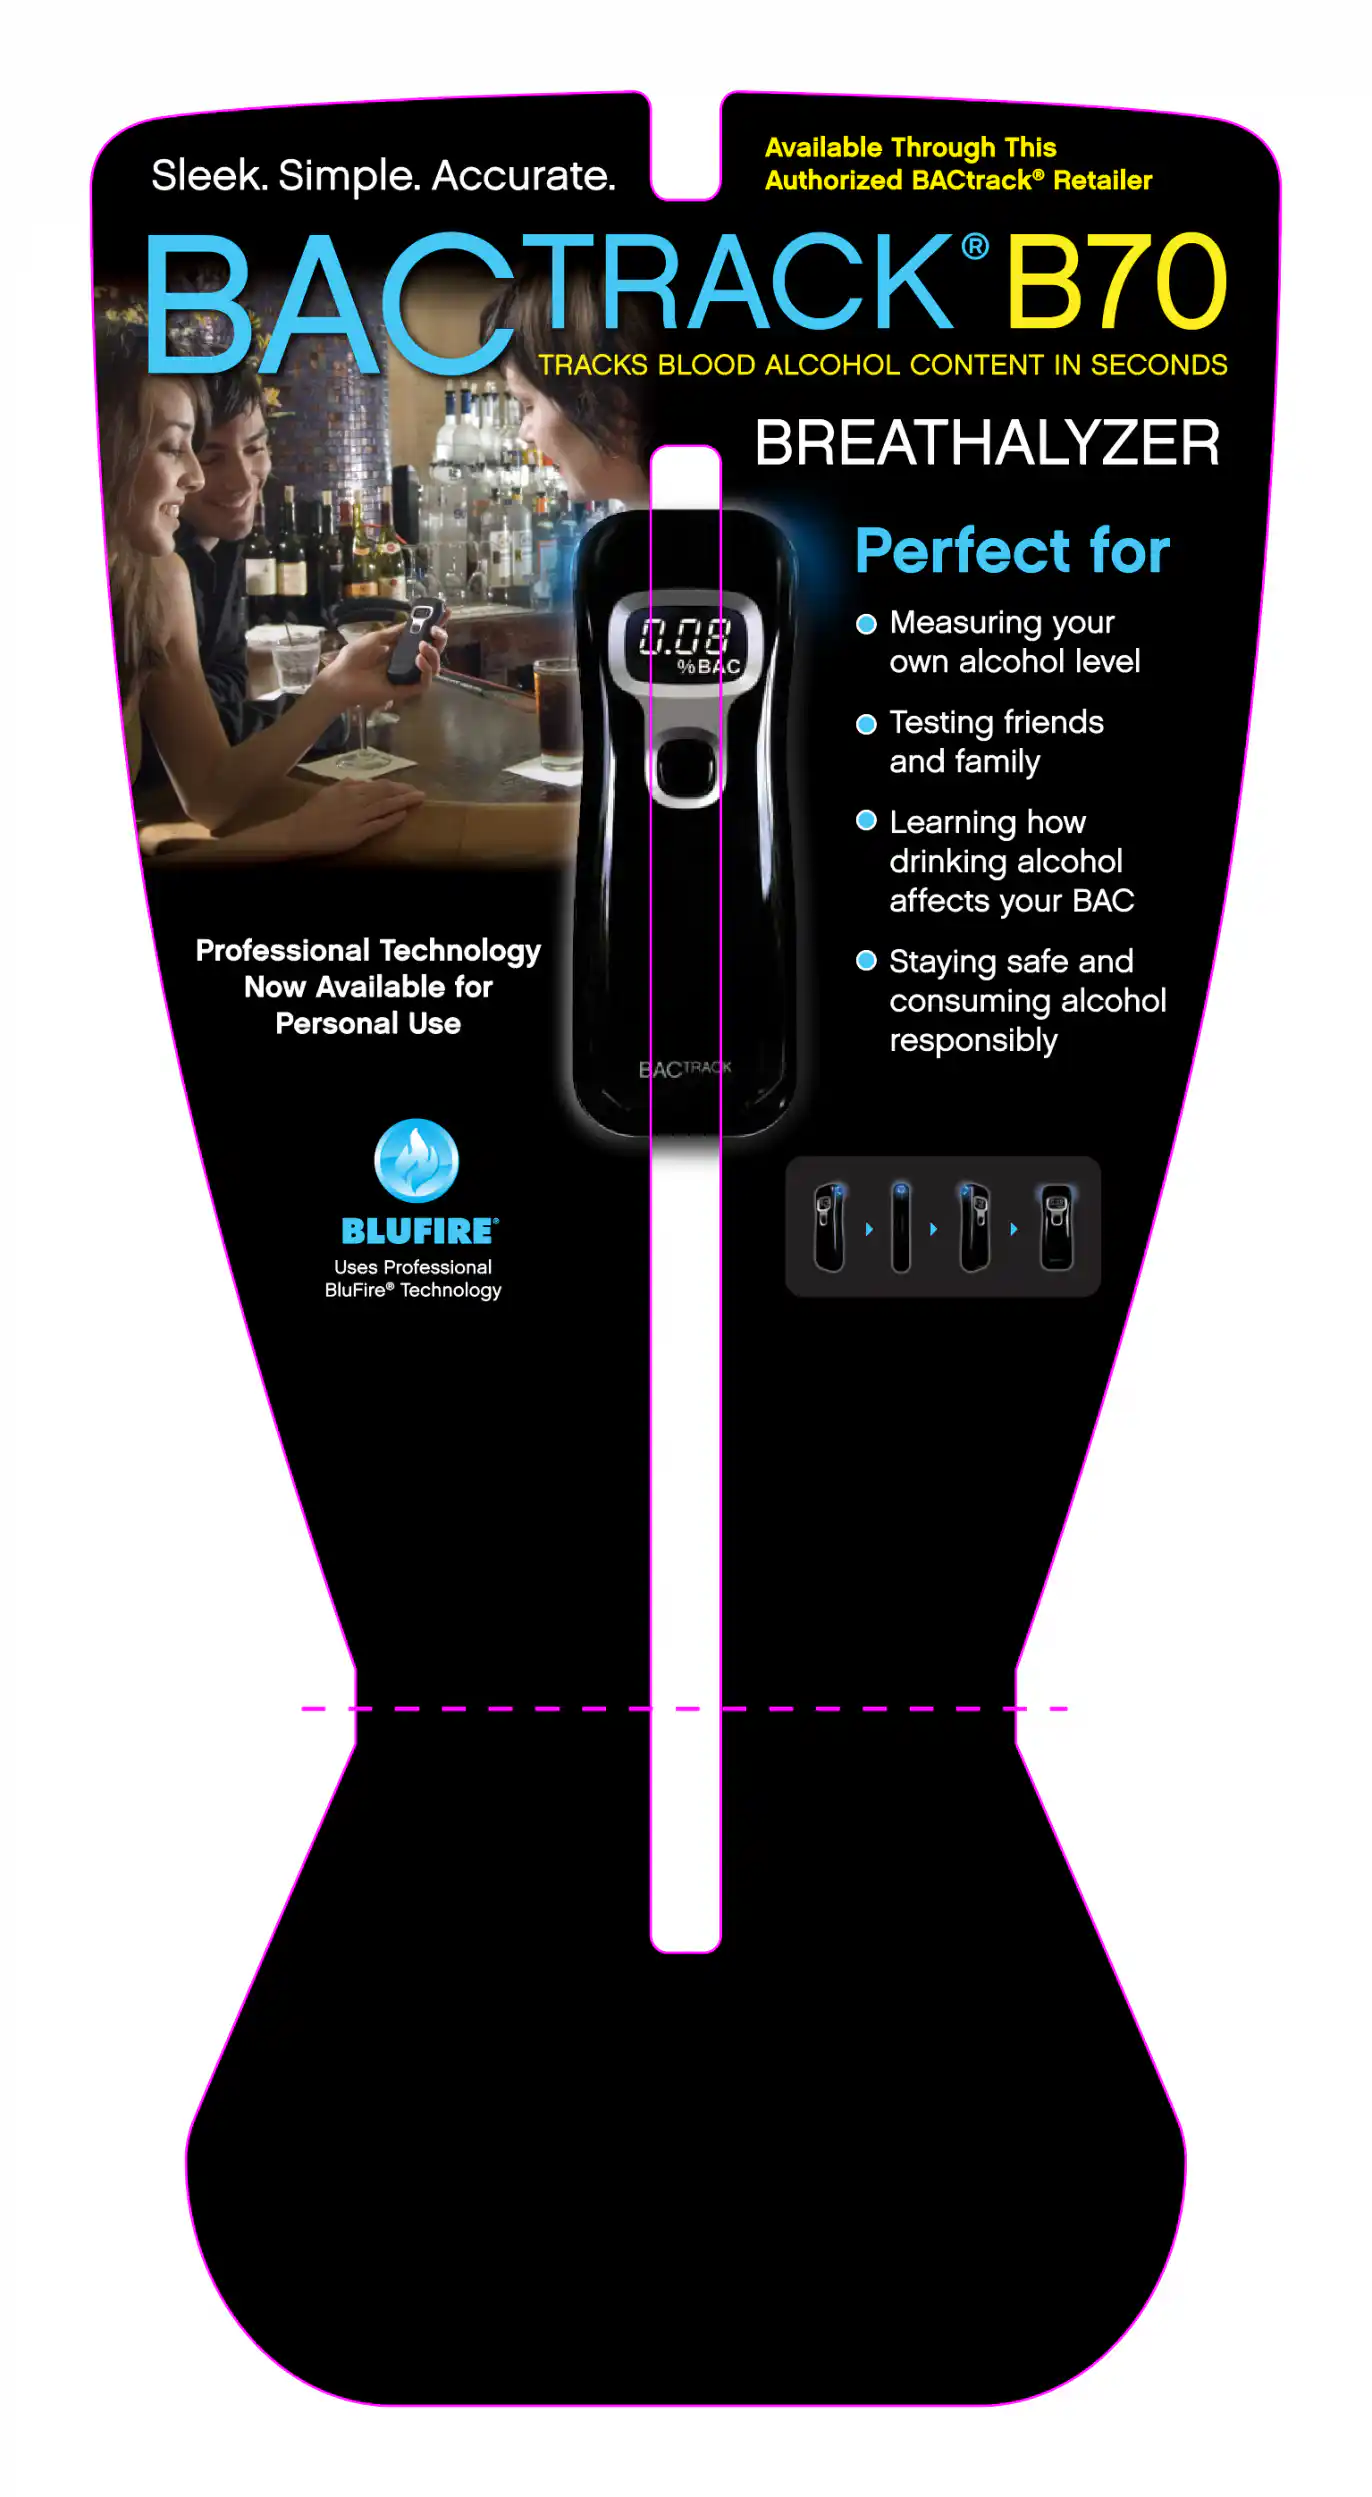 Sleek. Simple. Accurate.
Available Through This
Authorized BACtrack® Retailer
BACTRACK® B70
TRACKS BLOOD ALCOHOL CONTENT IN SECONDS
BREATHALYZER
Perfect for
Measuring your
own alcohol level
Testing friends
and family
Learning how
drinking alcohol
affects your BAC
Staying safe and
consuming alcohol
responsibly
0.08
%BAC
BACTRACK
Professional Technology
Now Available for
Personal Use
BLUFIRE®
Uses Professional
BluFire® Technology